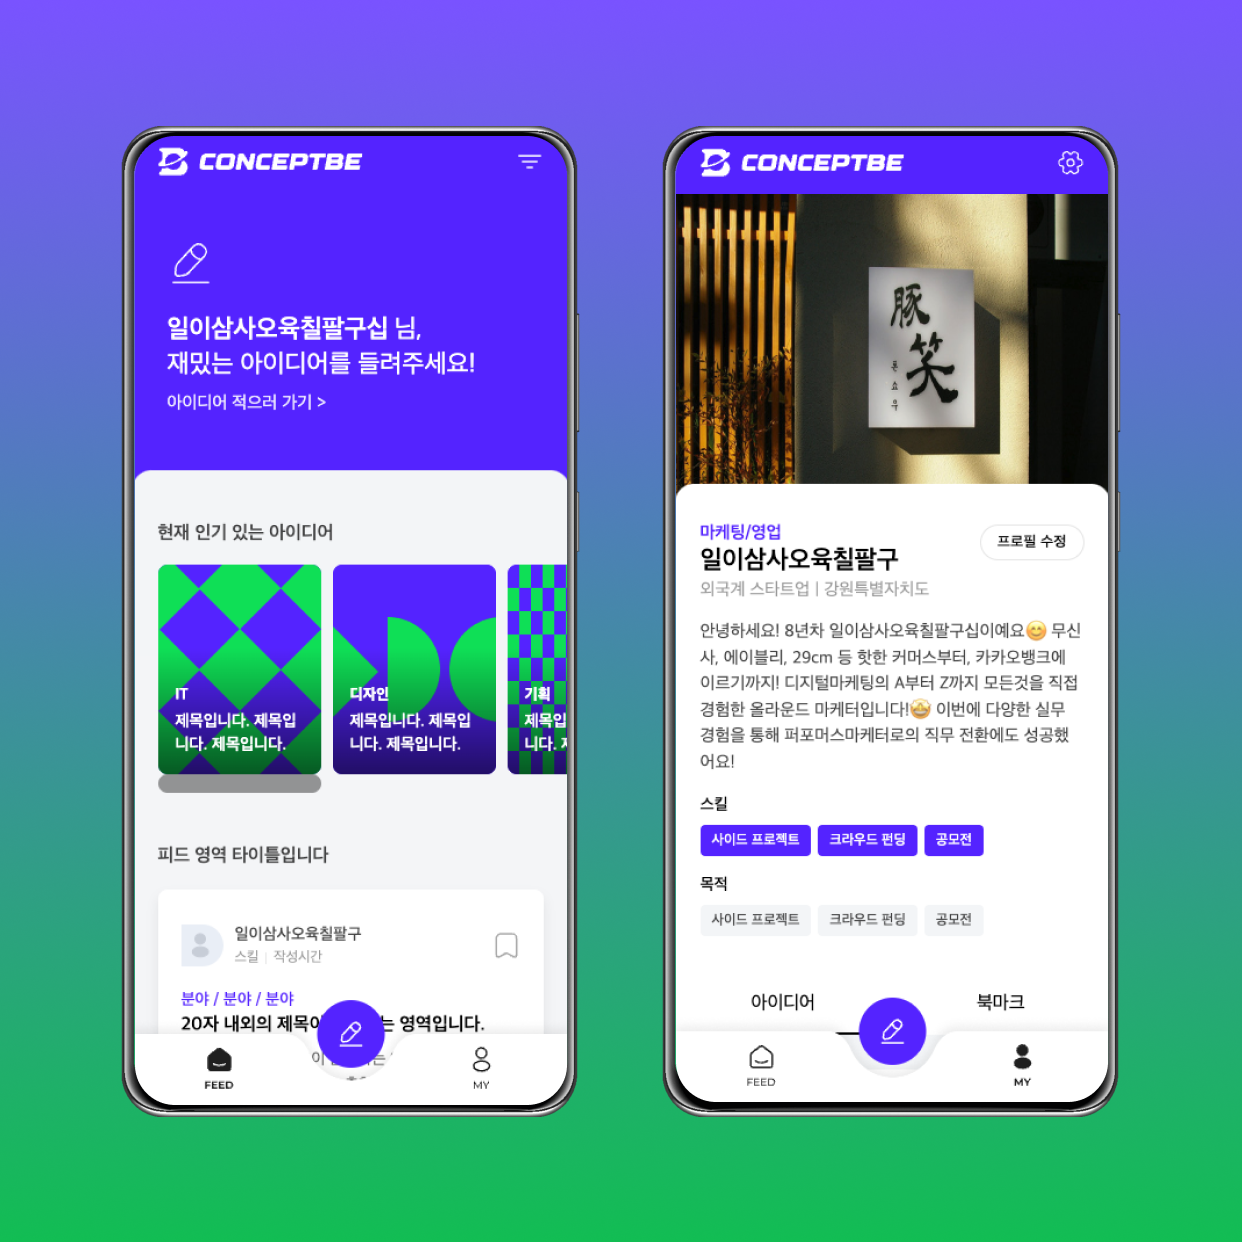 CONCEPTBE
일이삼사오육칠팔구십 님,
재밌는 아이디어를 들려주세요!
아이디어 적으러 가기 >
현재 인기 있는 아이디어
IT
제목입니다. 제목입
니다. 제목입니다.
디자인
제목입니다. 제목입
니다. 제목입니다.
기획
제목입
니다.
피드 영역 타이틀입니다
일이삼사오육칠팔구
스킬 | 작성시간
분야 / 분야 / 분야
20자 내외의 제목이 는 영역입니다.
FEED
MY
CONCEPTBE
豚
笑
돈
쇼
우
마케팅/영업
프로필 수정
일이삼사오육칠팔구
외국계 스타트업 | 강원특별자치도
안녕하세요! 8년차 일이삼사오육칠팔구십이예요😊 무신
사, 에이블리, 29cm 등 핫한 커머스부터, 카카오뱅크에
이르기까지! 디지털마케팅의 A부터 Z까지 모든것을 직접
경험한 올라운드 마케터입니다!🤩 이번에 다양한 실무
경험을 통해 퍼포머스마케터로의 직무 전환에도 성공했
어요!
스킬
사이드 프로젝트 크라우드 펀딩 공모전
목적
사이드 프로젝트 크라우드 펀딩 공모전
아이디어 북마크
FEED
MY